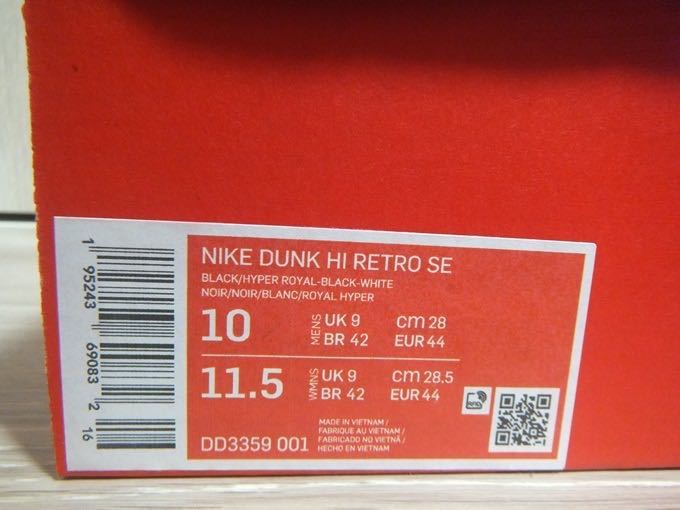 NIKE DUNK HI RETRO SE
BLACK/HYPER ROYAL-BLACK-WHITE
NOIR/NOIR/BLANC/ROYAL HYPER
10 MENS UK 9 cm 28
BR 42 EUR 44
11.5 WMNS UK 9 cm 28.5
BR 42 EUR 44
DD3359 001
MADE IN VIETNAM /
FABRIQUE AU VIETNAM /
FABRICADO NO VIETNÃ /
HECHO EN VIETNAM
1 95243 69083 2
16